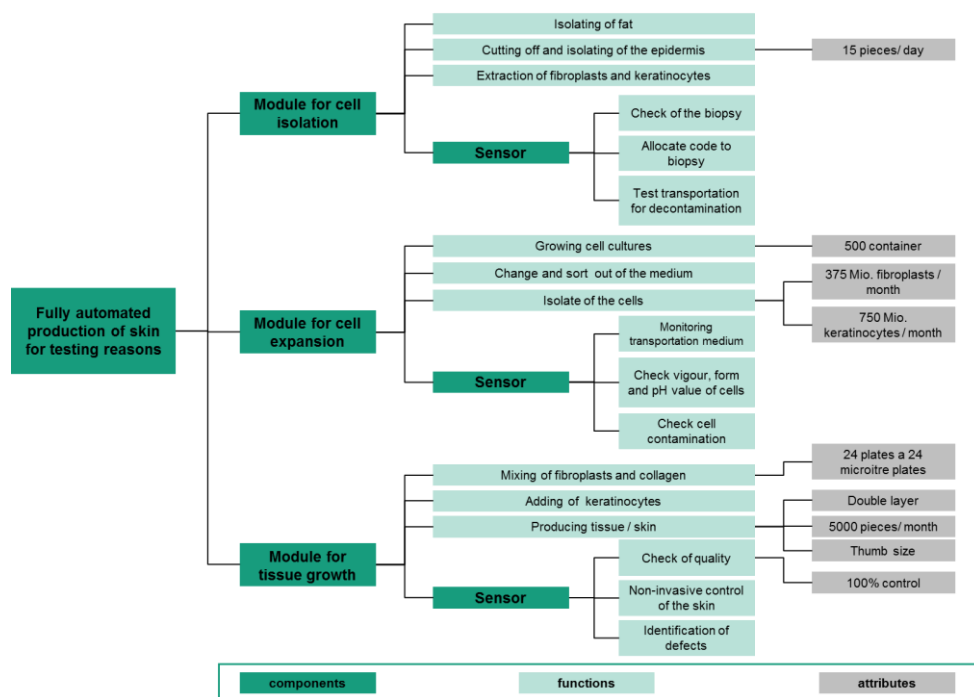 Isolating of fat
Cutting off and isolating of the epidermis
15 pieces/ day
Extraction of fibroplasts and keratinocytes
Module for cell
isolation
Check of the biopsy
Sensor
Allocate code to
biopsy
Test transportation
for decontamination
Growing cell cultures
500 container
Change and sort out of the medium
375 Mio. fibroplasts /
month
Isolate of the cells
750 Mio.
keratinocytes / month
Fully automated
production of skin
for testing reasons
Module for cell
expansion
Monitoring
transportation medium
Sensor
Check vigour, form
and pH value of cells
Check cell
contamination
Mixing of fibroplasts and collagen
24 plates a 24
microitre plates
Adding of keratinocytes
Double layer
Producing tissue / skin
5000 pieces/ month
Thumb size
Module for
tissue growth
Check of quality
100% control
Sensor
Non-invasive control
of the skin
Identification of
defects
components
functions
attributes